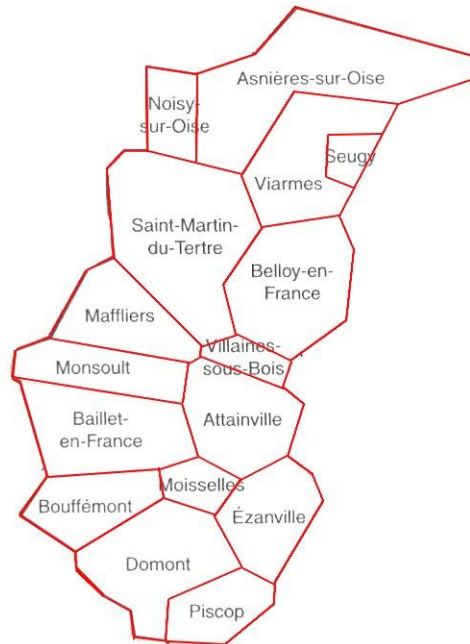 Asnières-sur-Oise
Noisy-
sur-Oise
Seugy
Viarmes
Saint-Martin-
du-Tertre
Belloy-en-
France
Maffliers
Villaines-
sous-Bois
Monsoult
Baillet-
en-France
Attainville
Moisselles
Bouffémont
Ézanville
Domont
Piscop